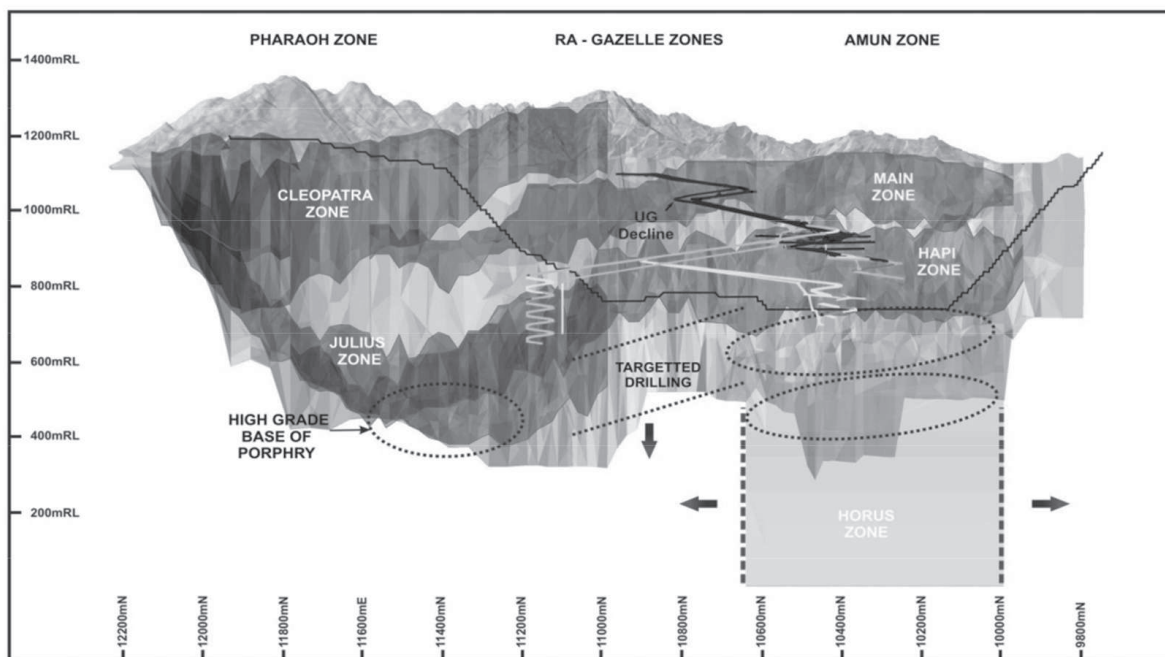 PHARAOH ZONE
RA - GAZELLE ZONES
AMUN ZONE
1400mRL
1200mRL
1000mRL
800mRL
600mRL
400mRL
200mRL
CLEOPATRA
ZONE
UG
Decline
MAIN
ZONE
HAPI
ZONE
JULIUS
ZONE
TARGETTED
DRILLING
HIGH GRADE
BASE OF
PORPHRY
HORUS
ZONE
12200mN
12000mN
11800mN
11600mE
11400mN
11200mN
11000mN
10800mN
10600mN
10400mN
10200mN
10000mN
9800mN